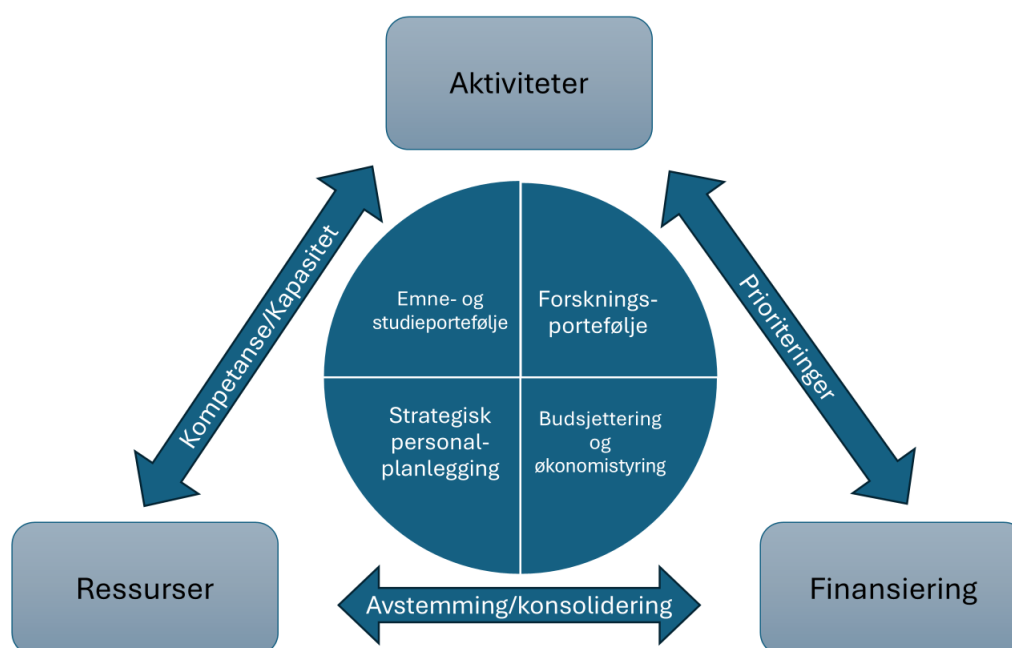 Aktiviteter
Kompetanse/Kapasitet
Prioriteringer
Emne- og
studieportefølje
Forsknings-
portefølje
Strategisk
personal-
planlegging
Budsjettering
og
økonomistyring
Ressurser
Avstemming/konsolidering
Finansiering